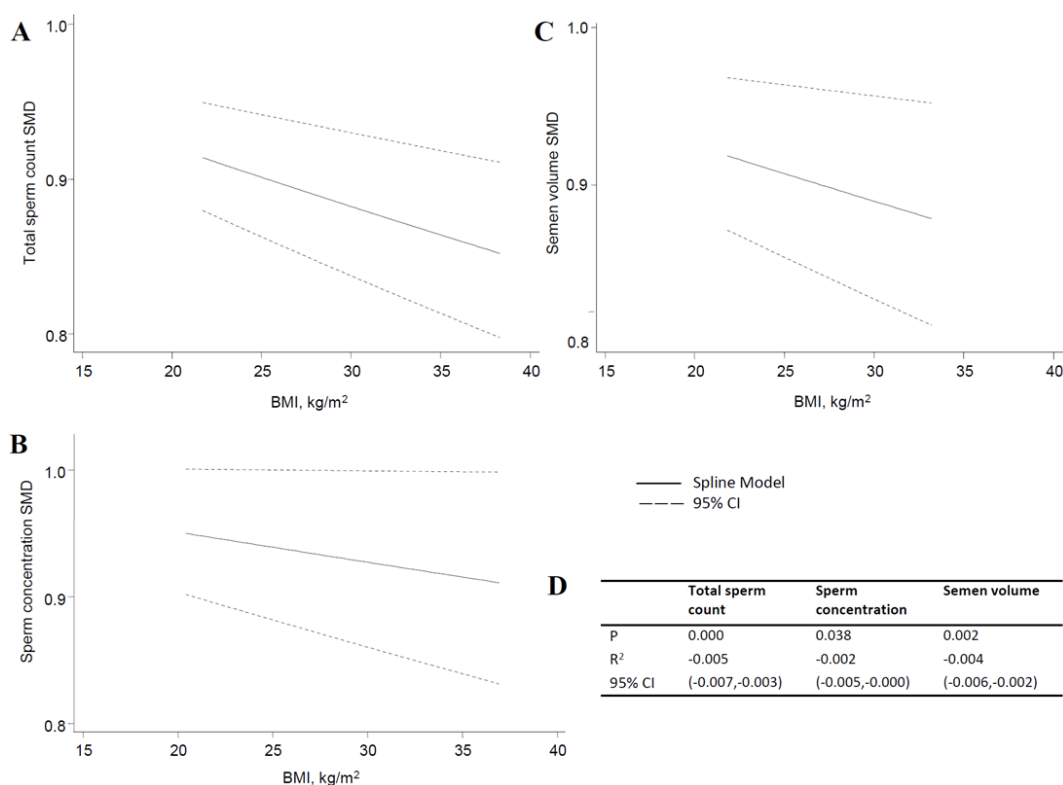 A
1.0
0.9
0.8
Total sperm count SMD
15 20 25 30 35 40
BMI, kg/m²
C
1.0
0.9
0.8
Semen volume SMD
15 20 25 30 35 40
BMI, kg/m²
B
1.0
0.9
0.8
Sperm concentration SMD
15 20 25 30 35 40
BMI, kg/m²
Spline Model
95% CI
D
Total sperm count Sperm concentration Semen volume
P 0.000 0.038 0.002
R² -0.005 -0.002 -0.004
95% CI (-0.007,-0.003) (-0.005,-0.000) (-0.006,-0.002)